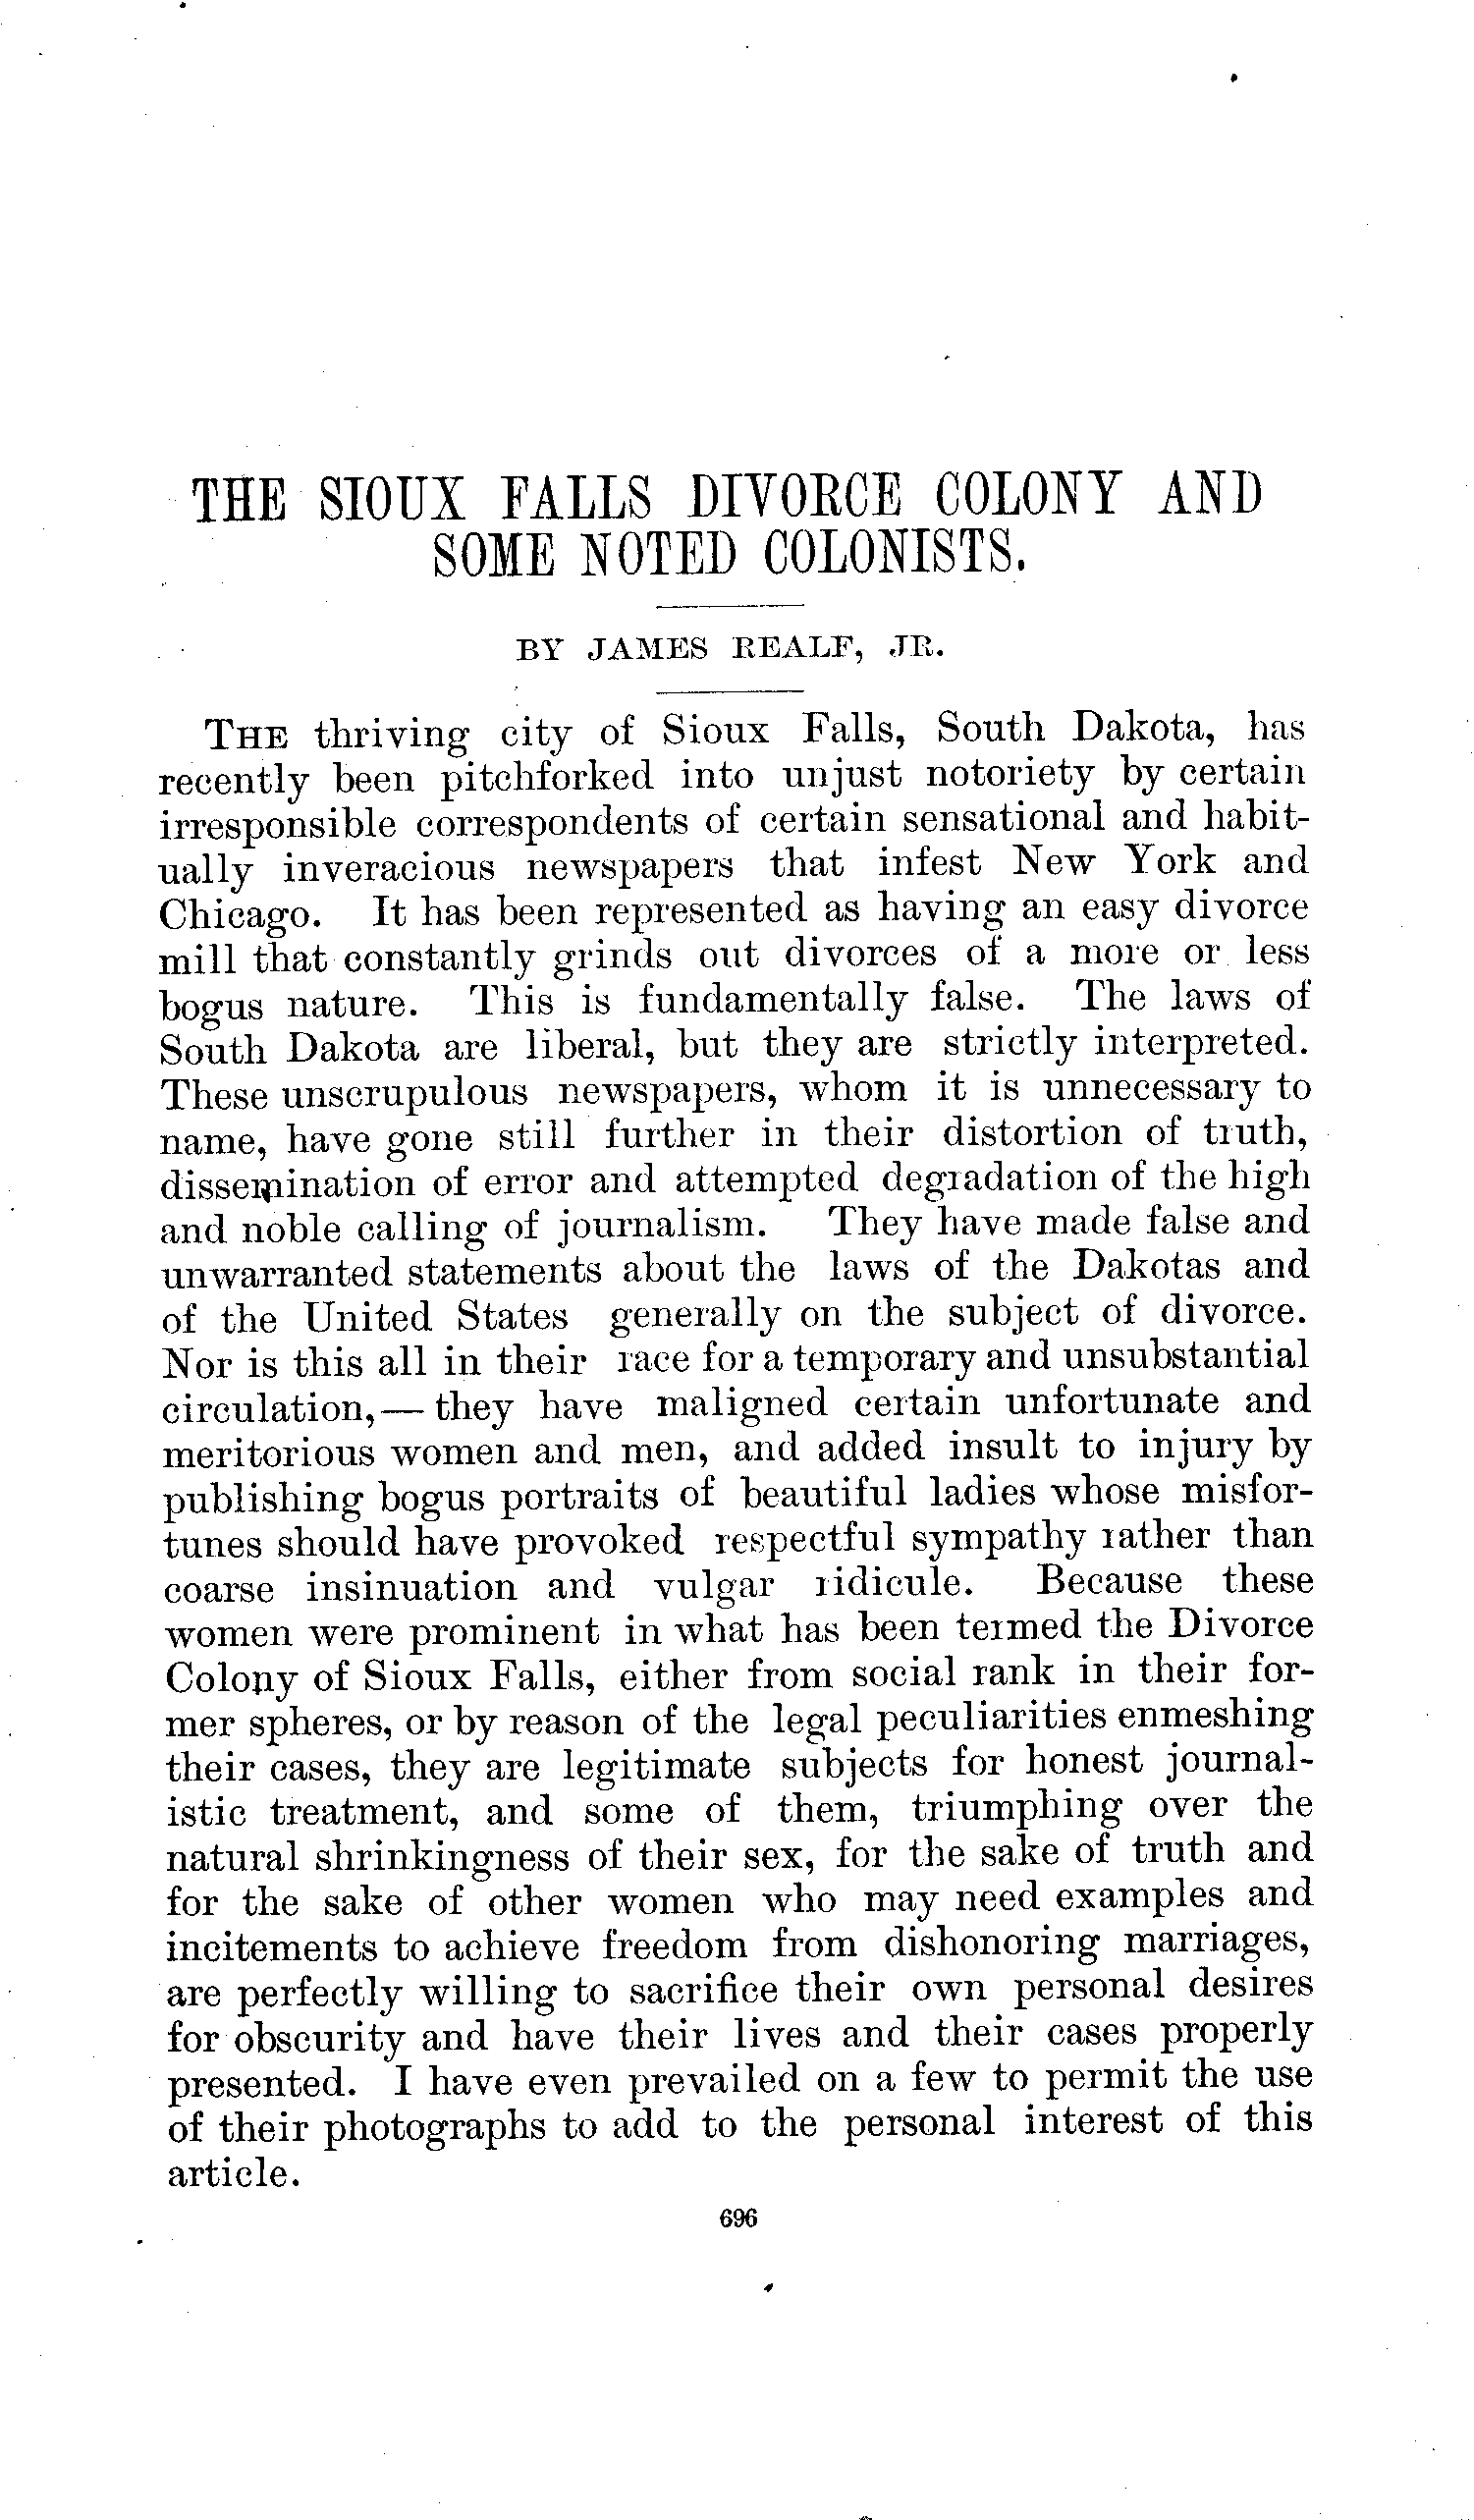 THE SIOUX FALLS DIVORCE COLONY AND
SOME NOTED COLONISTS.
BY JAMES REALF, JR.
THE thriving city of Sioux Falls, South Dakota, has
recently been pitchforked into unjust notoriety by certain
irresponsible correspondents of certain sensational and habit-
ually inveracious newspapers that infest New York and
Chicago. It has been represented as having an easy divorce
mill that constantly grinds out divorces of a more or less
bogus nature. This is fundamentally false. The laws of
South Dakota are liberal, but they are strictly interpreted.
These unscrupulous newspapers, whom it is unnecessary to
name, have gone still further in their distortion of truth,
dissemination of error and attempted degradation of the high
and noble calling of journalism. They have made false and
unwarranted statements about the laws of the Dakotas and
of the United States generally on the subject of divorce.
Nor is this all in their race for a temporary and unsubstantial
circulation,— they have maligned certain unfortunate and
meritorious women and men, and added insult to injury by
publishing bogus portraits of beautiful ladies whose misfor-
tunes should have provoked respectful sympathy rather than
coarse insinuation and vulgar ridicule. Because these
women were prominent in what has been termed the Divorce
Colony of Sioux Falls, either from social rank in their for-
mer spheres, or by reason of the legal peculiarities enmeshing
their cases, they are legitimate subjects for honest journal-
istic treatment, and some of them, triumphing over the
natural shrinkingness of their sex, for the sake of truth and
for the sake of other women who may need examples and
incitements to achieve freedom from dishonoring marriages,
are perfectly willing to sacrifice their own personal desires
for obscurity and have their lives and their cases properly
presented. I have even prevailed on a few to permit the use
of their photographs to add to the personal interest of this
article.
696